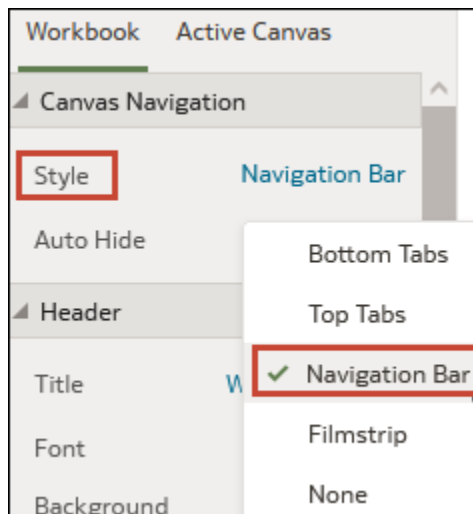 Workbook Active Canvas
Canvas Navigation
Style Navigation Bar
Auto Hide
Bottom Tabs
Header
Top Tabs
Title W
Navigation Bar
Font
Filmstrip
Background
None